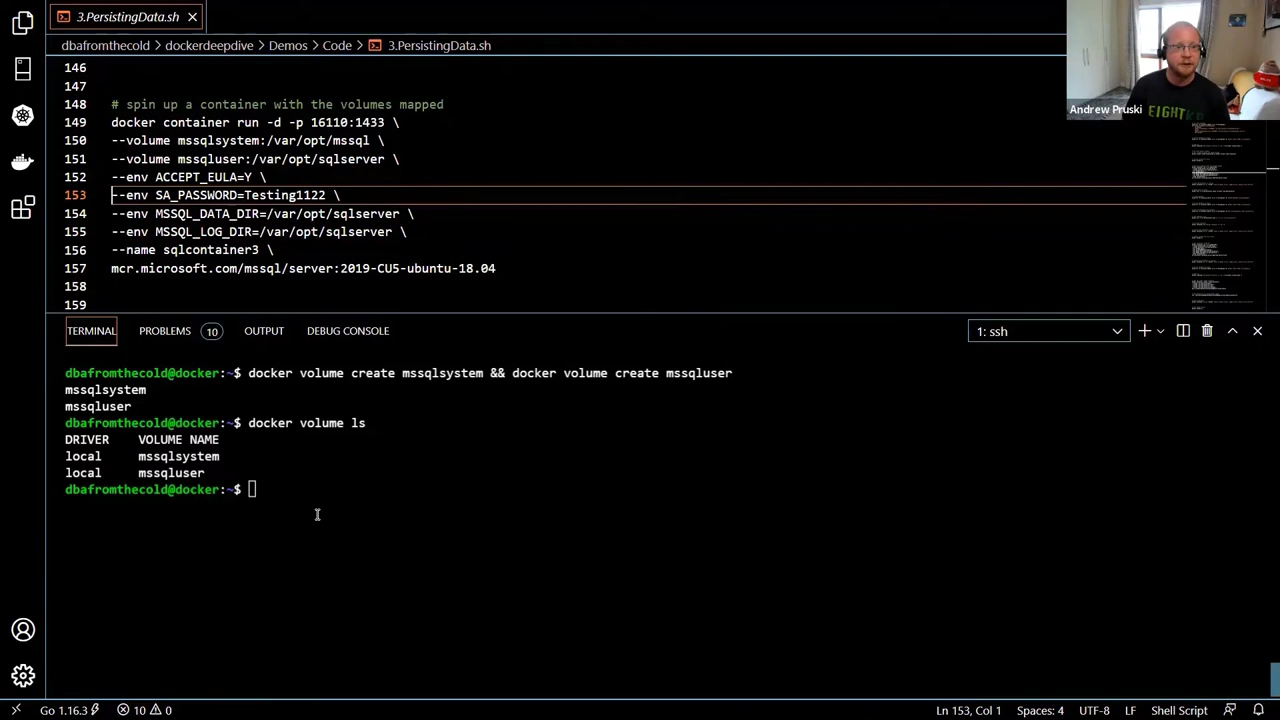 3.PersistingData.sh
dbafromthecold > dockerdeepdive > Demos > Code > 3.PersistingData.sh
Andrew Pruski
146
147
148 # spin up a container with the volumes mapped
149 docker container run -d -p 16110:1433 \
150 --volume mssqlsystem:/var/opt/mssql \
151 --volume mssqluser:/var/opt/sqlserver \
152 --env ACCEPT_EULA=Y \
153 --env SA_PASSWORD=Testing1122 \
154 --env MSSQL_DATA_DIR=/var/opt/sqlserver \
155 --env MSSQL_LOG_DIR=/var/opt/sqlserver \
156 --name sqlcontainer3 \
157 mcr.microsoft.com/mssql/server:2019-CU5-ubuntu-18.04
158
159
TERMINAL PROBLEMS 10 OUTPUT DEBUG CONSOLE 1: ssh
dbafromthecold@docker:~$ docker volume create mssqlsystem && docker volume create mssqluser
mssqlsystem
mssqluser
dbafromthecold@docker:~$ docker volume ls
DRIVER VOLUME NAME
local mssqlsystem
local mssqluser
dbafromthecold@docker:~$
Go 1.16.3 10 0 Ln 153, Col 1 Spaces: 4 UTF-8 LF Shell Script